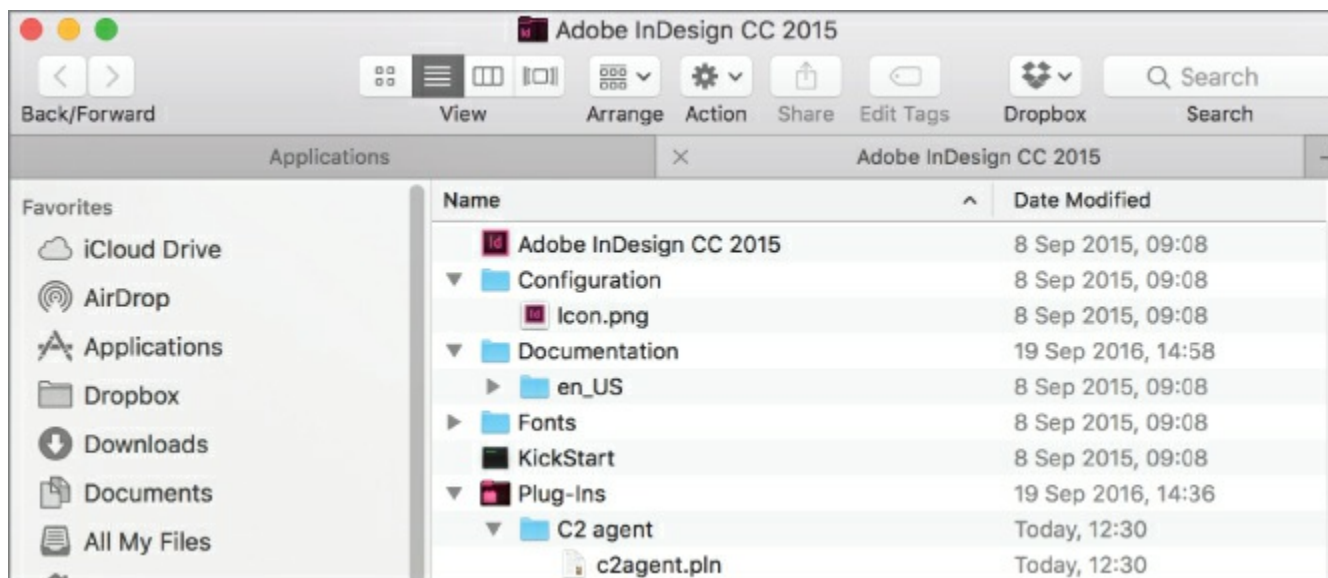 Adobe InDesign CC 2015
Search
Back/Forward View Arrange Action Share Edit Tags Dropbox Search
Applications Adobe InDesign CC 2015
Favorites
iCloud Drive
AirDrop
Applications
Dropbox
Downloads
Documents
All My Files
Name Date Modified
Adobe InDesign CC 2015 8 Sep 2015, 09:08
Configuration 8 Sep 2015, 09:08
Icon.png 8 Sep 2015, 09:08
Documentation 19 Sep 2016, 14:58
en_US 8 Sep 2015, 09:08
Fonts 8 Sep 2015, 09:08
KickStart 8 Sep 2015, 09:08
Plug-Ins 19 Sep 2016, 14:36
C2 agent Today, 12:30
c2agent.pln Today, 12:30